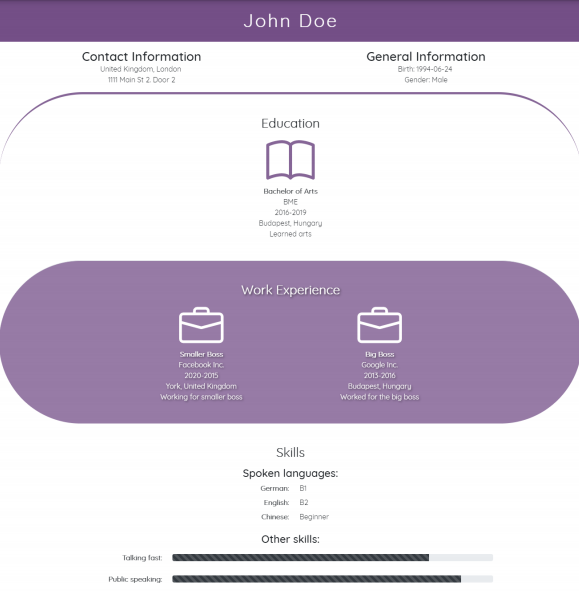 John Doe
Contact Information
United Kingdom, London
1111 Main St 2. Door 2
General Information
Birth: 1994-06-24
Gender: Male
Education
Bachelor of Arts
BME
2016-2019
Budapest, Hungary
Learned arts
Work Experience
Smaller Boss
Facebook Inc.
2020-2015
York, United Kingdom
Working for smaller boss
Big Boss
Google Inc.
2013-2016
Budapest, Hungary
Worked for the big boss
Skills
Spoken languages:
German: B1
English: B2
Chinese: Beginner
Other skills:
Talking fast:
Public speaking: